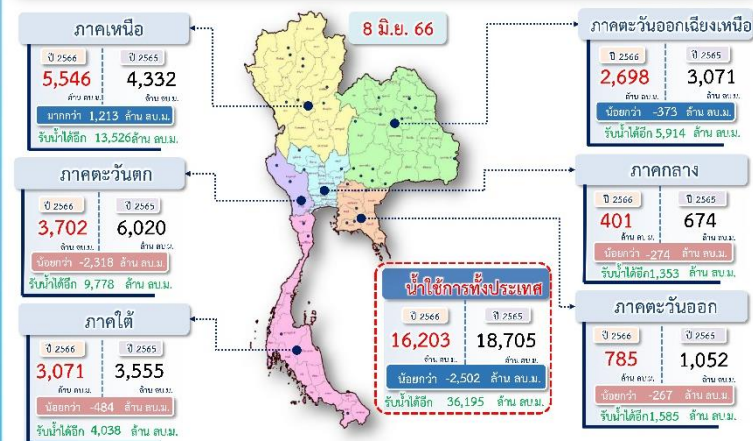 8 มิ.ย. 66
ภาคเหนือ
ปี 2566 ปี 2565
5,546 4,332
ล้าน ลบ.ม. ล้าน ลบ.ม.
มากกว่า 1,213 ล้าน ลบ.ม.
รับน้ำได้อีก 13,526ล้าน ลบ.ม.
ภาคตะวันตก
ปี 2566 ปี 2565
3,702 6,020
ล้าน ลบ.ม. ล้าน ลบ.ม.
น้อยกว่า -2,318 ล้าน ลบ.ม.
รับน้ำได้อีก 9,778 ล้าน ลบ.ม.
ภาคใต้
ปี 2566 ปี 2565
3,071 3,555
ล้าน ลบ.ม. ล้าน ลบ.ม.
น้อยกว่า -484 ล้าน ลบ.ม.
รับน้ำได้อีก 4,038 ล้าน ลบ.ม.
น้ำใช้การทั้งประเทศ
ปี 2566 ปี 2565
16,203 18,705
ล้าน ลบ.ม. ล้าน ลบ.ม.
น้อยกว่า -2,502 ล้าน ลบ.ม.
รับน้ำได้อีก 36,195 ล้าน ลบ.ม.
ภาคตะวันออกเฉียงเหนือ
ปี 2566 ปี 2565
2,698 3,071
ล้าน ลบ.ม. ล้าน ลบ.ม.
น้อยกว่า -373 ล้าน ลบ.ม.
รับน้ำได้อีก 5,914 ล้าน ลบ.ม.
ภาคกลาง
ปี 2566 ปี 2565
401 674
ล้าน ลบ.ม. ล้าน ลบ.ม.
น้อยกว่า -274 ล้าน ลบ.ม.
รับน้ำได้อีก1,353 ล้าน ลบ.ม.
ภาคตะวันออก
ปี 2566 ปี 2565
785 1,052
ล้าน ลบ.ม. ล้าน ลบ.ม.
น้อยกว่า -267 ล้าน ลบ.ม.
รับน้ำได้อีก1,585 ล้าน ลบ.ม.